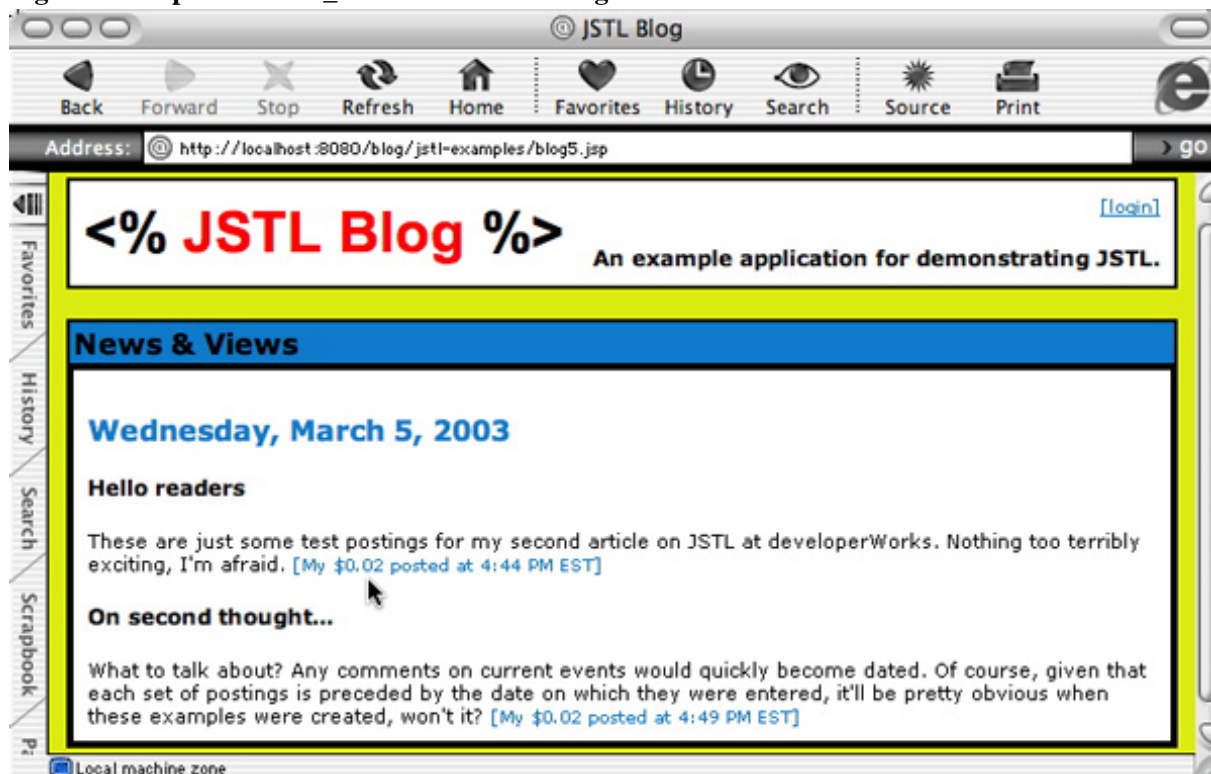 @ JSTL Blog
Back Forward Stop Refresh Home Favorites History Search Source Print
Address: @ http://localhost:8080/blog/jstl-examples/blog5.jsp go
[login]
<% JSTL Blog %>
An example application for demonstrating JSTL.
News & Views
Wednesday, March 5, 2003
Hello readers
These are just some test postings for my second article on JSTL at developerWorks. Nothing too terribly
exciting, I'm afraid. [My $0.02 posted at 4:44 PM EST]
On second thought...
What to talk about? Any comments on current events would quickly become dated. Of course, given that
each set of postings is preceded by the date on which they were entered, it'll be pretty obvious when
these examples were created, won't it? [My $0.02 posted at 4:49 PM EST]
Favorites
History
Search
Scrapbook
Local machine zone